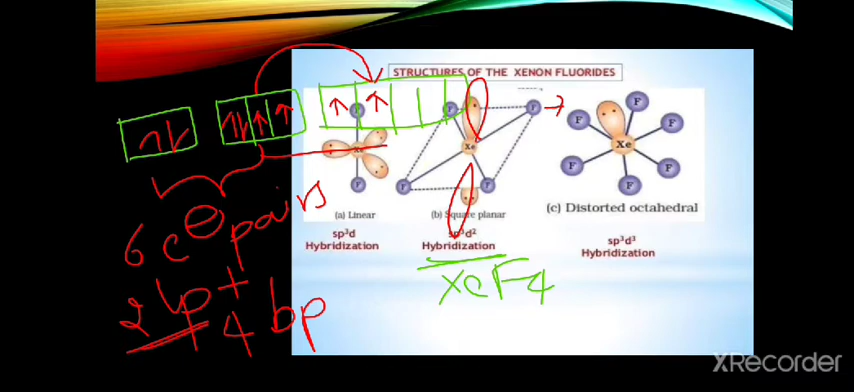 STRUCTURES OF THE XENON FLUORIDES
F
F
Xe
F
F
F
F
Xe
F
F
F
F
F
F
Xe
(a) Linear
(b) Square planar
(c) Distorted octahedral
sp³d
Hybridization
sp³d²
Hybridization
sp³d³
Hybridization
6 e⊖ pairs
2 lp +
4 bp
XeF4
XRecorder